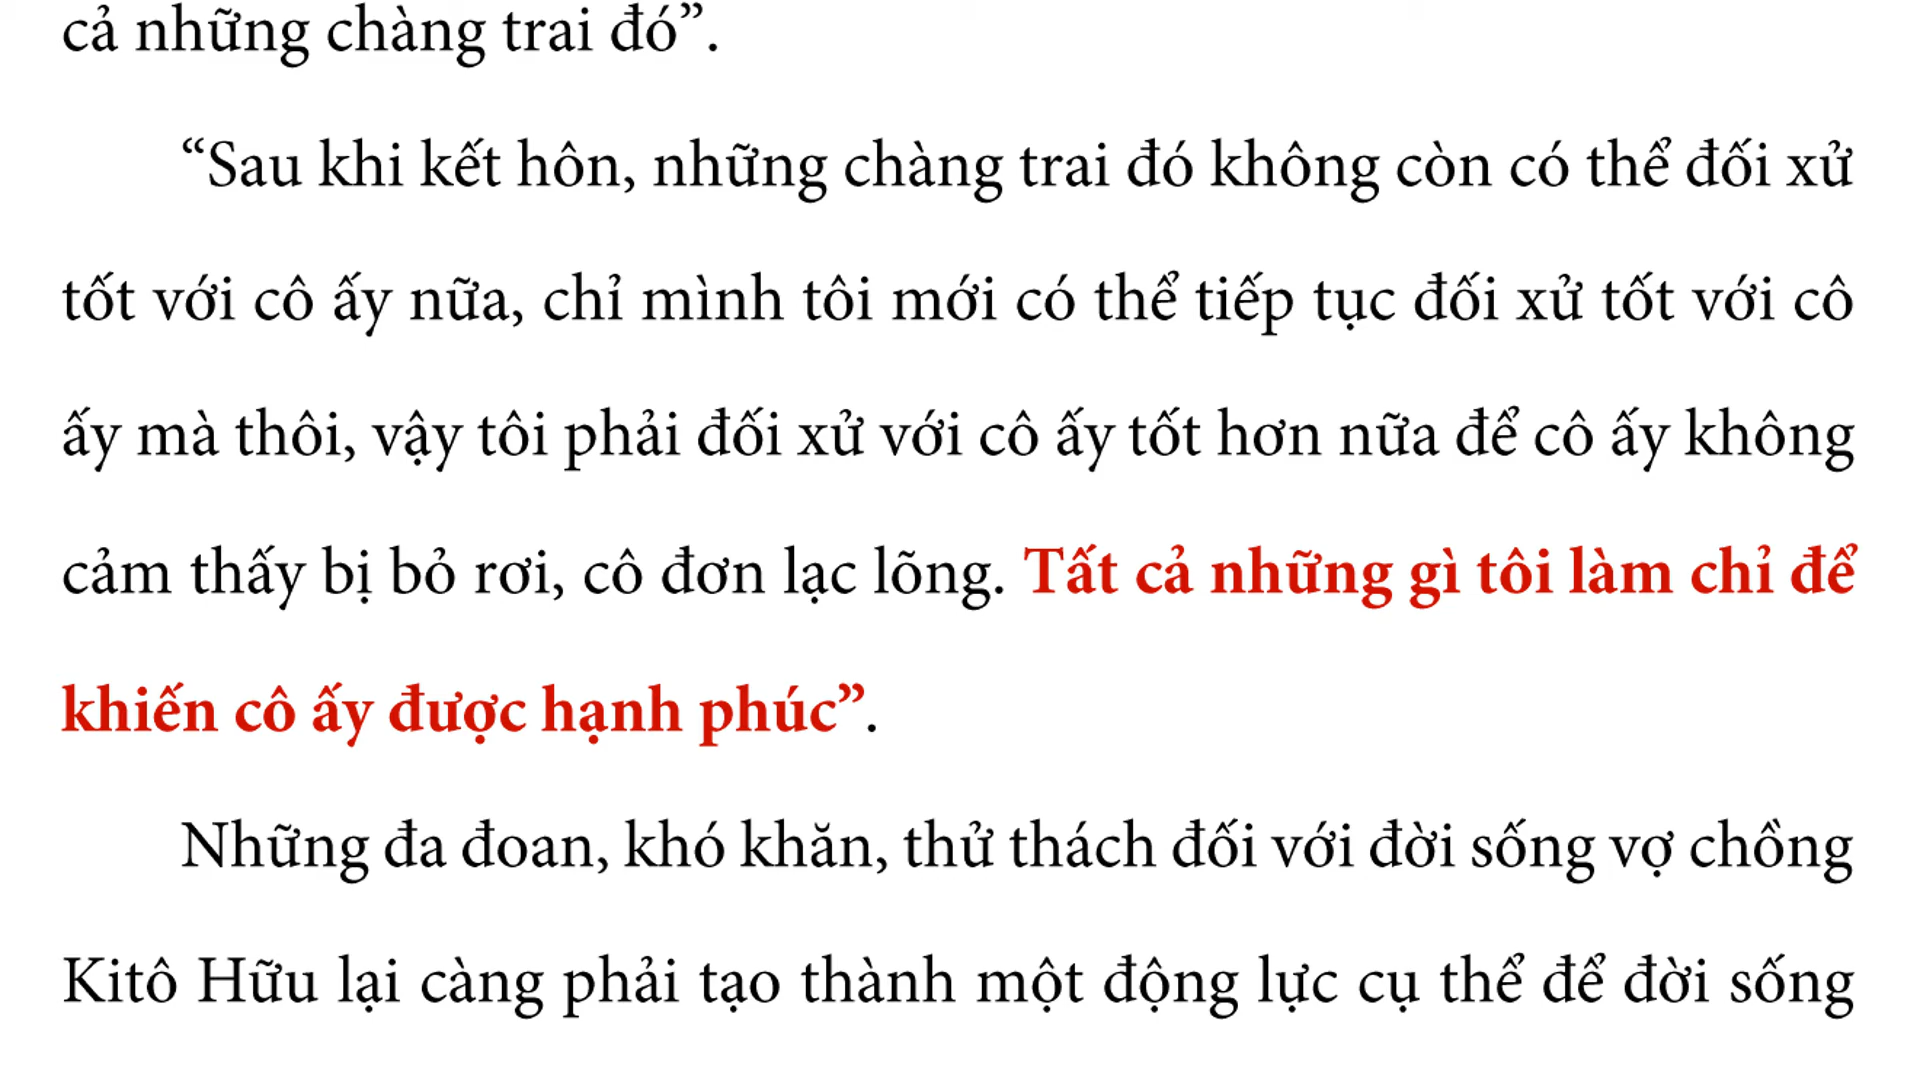 cả những chàng trai đó”.
“Sau khi kết hôn, những chàng trai đó không còn có thể đối xử
tốt với cô ấy nữa, chỉ mình tôi mới có thể tiếp tục đối xử tốt với cô
ấy mà thôi, vậy tôi phải đối xử với cô ấy tốt hơn nữa để cô ấy không
cảm thấy bị bỏ rơi, cô đơn lạc lõng. Tất cả những gì tôi làm chỉ để
khiến cô ấy được hạnh phúc”.
Những đa đoan, khó khăn, thử thách đối với đời sống vợ chồng
Kitô Hữu lại càng phải tạo thành một động lực cụ thể để đời sống